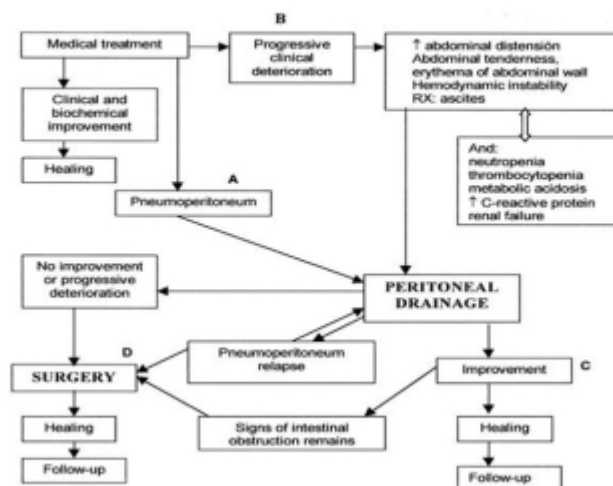 B
Medical treatment
Progressive
clinical
deterioration
↑ abdominal distensión
Abdominal tenderness,
erythema of abdominal wall
Hemodynamic instability
RX: ascites
Clinical and
biochemical
improvement
Healing
And:
neutropenia
thrombocytopenia
metabolic acidosis
↑ C-reactive protein
renal failure
A
Pneumoperitoneum
No improvement
or progressive
deterioration
PERITONEAL
DRAINAGE
D
Pneumoperitoneum
relapse
SURGERY
Improvement
C
Healing
Signs of intestinal
obstruction remains
Healing
Follow-up
Follow-up